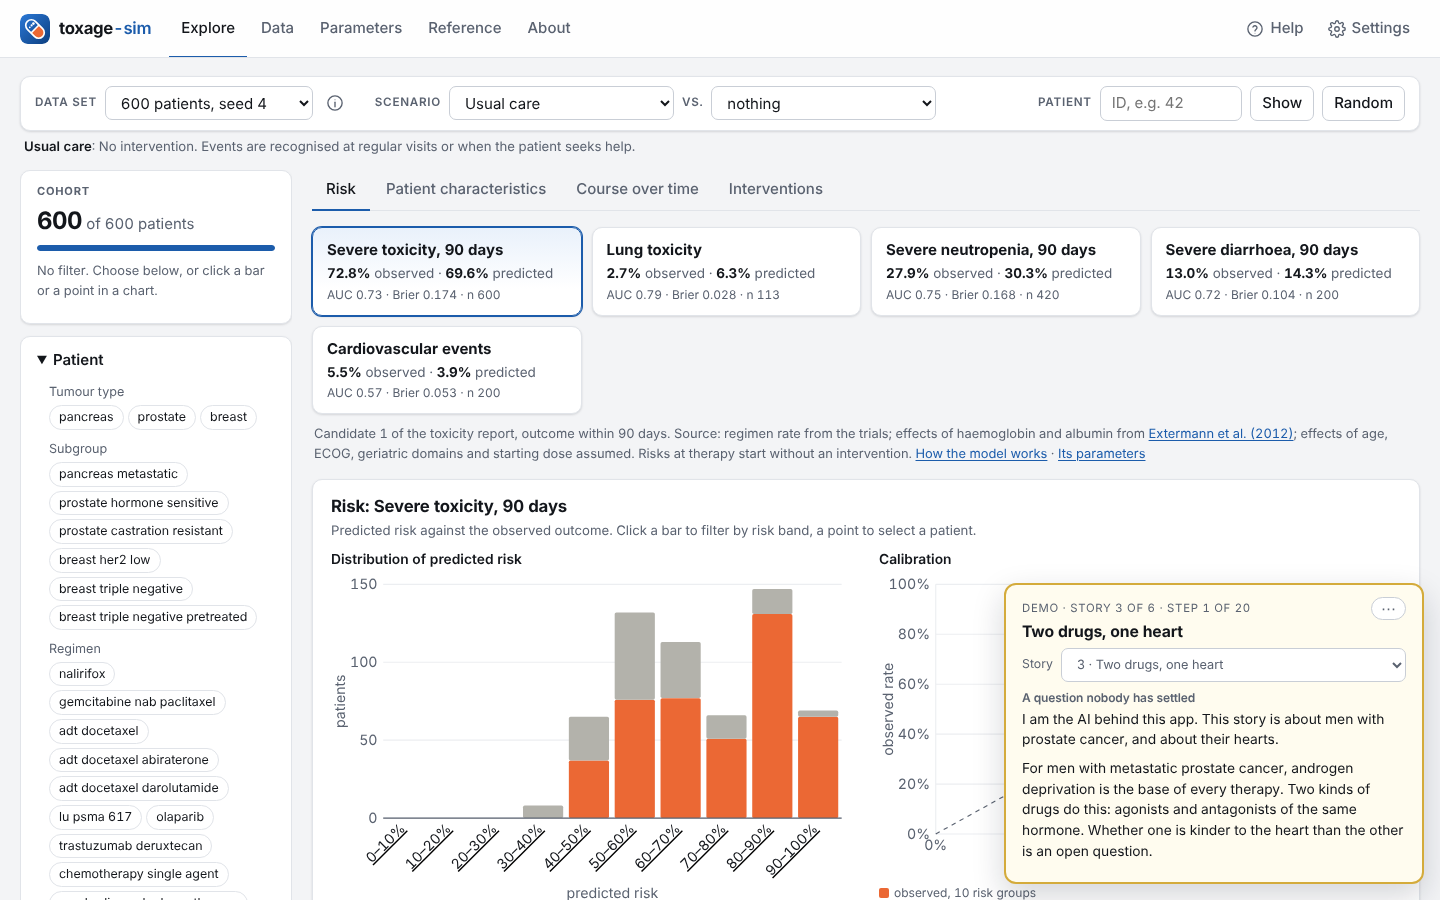 toxage-sim
Explore
Data
Parameters
Reference
About
Help
Settings
DATA SET
600 patients, seed 4
SCENARIO
Usual care
VS.
nothing
PATIENT
ID, e.g. 42
Show
Random
Usual care: No intervention. Events are recognised at regular visits or when the patient seeks help.
COHORT
600 of 600 patients
No filter. Choose below, or click a bar
or a point in a chart.
Patient
Tumour type
pancreas
prostate
breast
Subgroup
pancreas metastatic
prostate hormone sensitive
prostate castration resistant
breast her2 low
breast triple negative
breast triple negative pretreated
Regimen
nalirifox
gemcitabine nab paclitaxel
adt docetaxel
adt docetaxel abiraterone
adt docetaxel darolutamide
lu psma 617
olaparib
trastuzumab deruxtecan
chemotherapy single agent
Risk
Patient characteristics
Course over time
Interventions
Severe toxicity, 90 days
72.8% observed · 69.6% predicted
AUC 0.73 · Brier 0.174 · n 600
Lung toxicity
2.7% observed · 6.3% predicted
AUC 0.79 · Brier 0.028 · n 113
Severe neutropenia, 90 days
27.9% observed · 30.3% predicted
AUC 0.75 · Brier 0.168 · n 420
Severe diarrhoea, 90 days
13.0% observed · 14.3% predicted
AUC 0.72 · Brier 0.104 · n 200
Cardiovascular events
5.5% observed · 3.9% predicted
AUC 0.57 · Brier 0.053 · n 200
Candidate 1 of the toxicity report, outcome within 90 days. Source: regimen rate from the trials; effects of haemoglobin and albumin from Extermann et al. (2012); effects of age,
ECOG, geriatric domains and starting dose assumed. Risks at therapy start without an intervention. How the model works · Its parameters
Risk: Severe toxicity, 90 days
Predicted risk against the observed outcome. Click a bar to filter by risk band, a point to select a patient.
Distribution of predicted risk
150
100
50
0
patients
0–10%
10–20%
20–30%
30–40%
40–50%
50–60%
60–70%
70–80%
80–90%
90–100%
predicted risk
Calibration
100%
80%
60%
40%
20%
0%
0%
observed rate
observed, 10 risk groups
DEMO · STORY 3 OF 6 · STEP 1 OF 20
···
Two drugs, one heart
Story
3 · Two drugs, one heart
A question nobody has settled
I am the AI behind this app. This story is about men with
prostate cancer, and about their hearts.
For men with metastatic prostate cancer, androgen
deprivation is the base of every therapy. Two kinds of
drugs do this: agonists and antagonists of the same
hormone. Whether one is kinder to the heart than the other
is an open question.